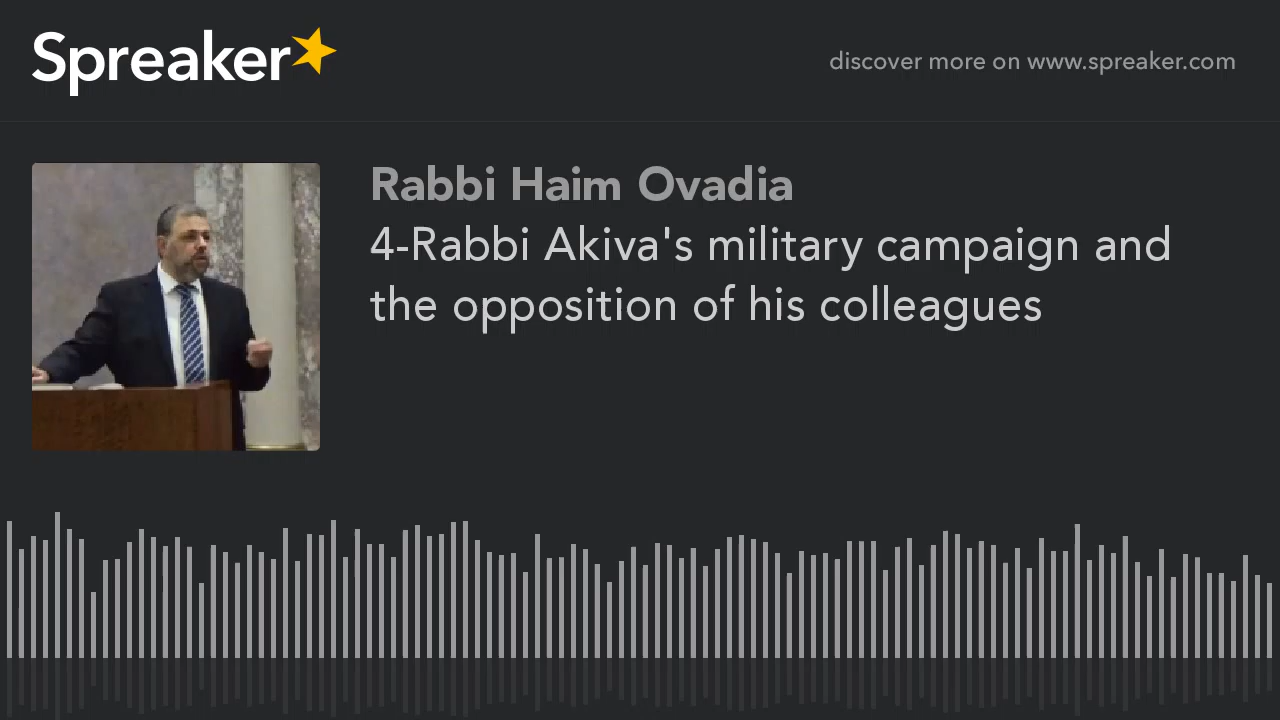 Spreaker
discover more on www.spreaker.com
Rabbi Haim Ovadia
4-Rabbi Akiva's military campaign and
the opposition of his colleagues